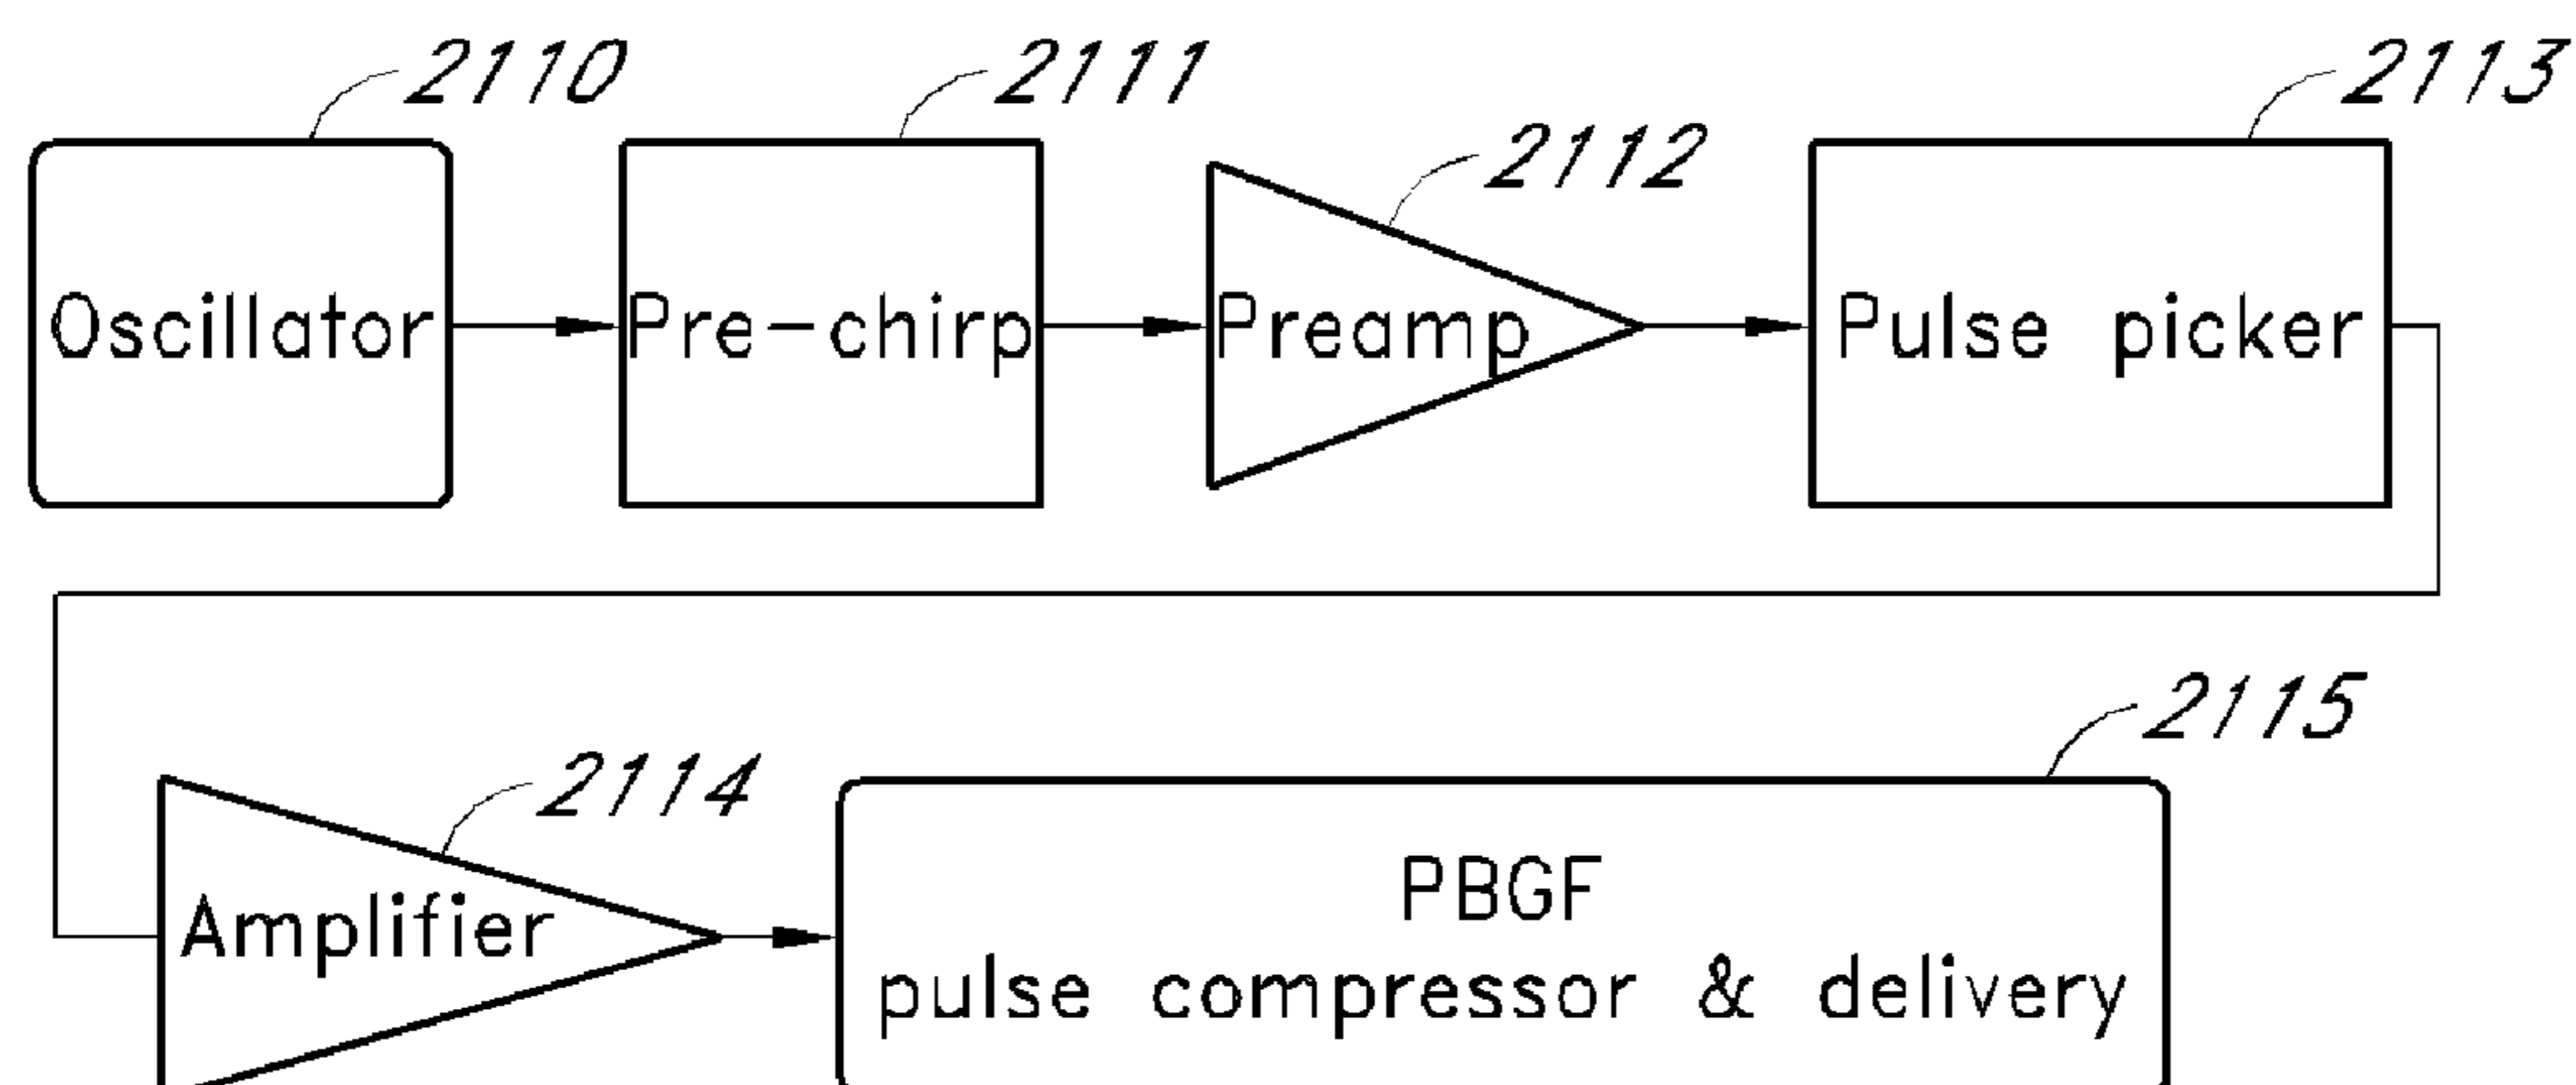 2110
2111
2112
2113
Oscillator
Pre-chirp
Preamp
Pulse picker
2114
2115
Amplifier
PBGF
pulse compressor & delivery